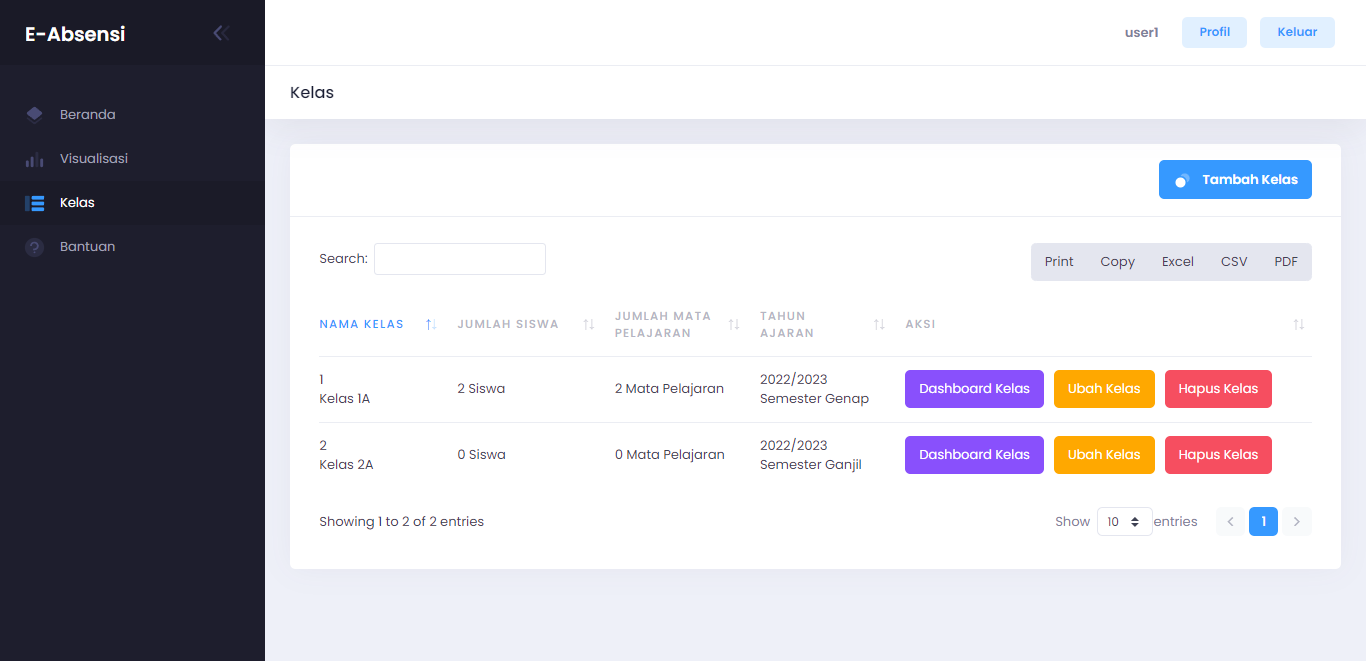 E-Absensi
user1
Profil
Keluar
Kelas
Beranda
Visualisasi
Kelas
Bantuan
Tambah Kelas
Search:
Print Copy Excel CSV PDF
NAMA KELAS
JUMLAH SISWA
JUMLAH MATA
PELAJARAN
TAHUN
AJARAN
AKSI
1
Kelas 1A
2 Siswa
2 Mata Pelajaran
2022/2023
Semester Genap
Dashboard Kelas
Ubah Kelas
Hapus Kelas
2
Kelas 2A
0 Siswa
0 Mata Pelajaran
2022/2023
Semester Ganjil
Dashboard Kelas
Ubah Kelas
Hapus Kelas
Showing 1 to 2 of 2 entries
Show 10 entries
1